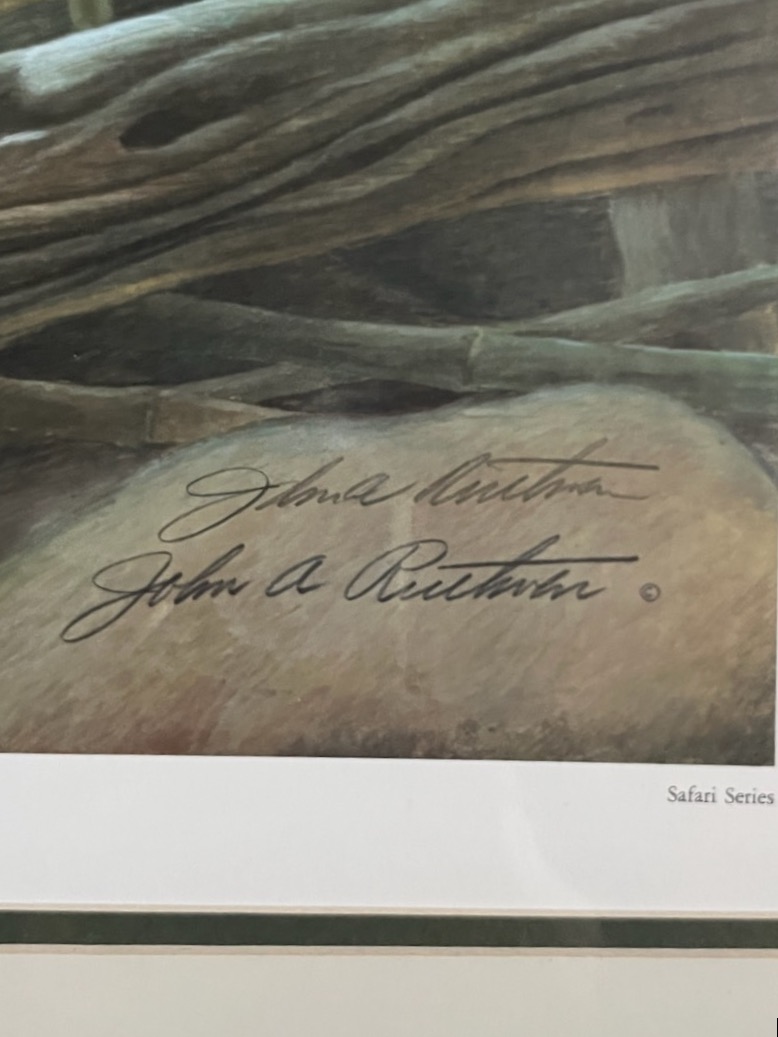 John A Ruthven
John A Ruthven ©
Safari Series